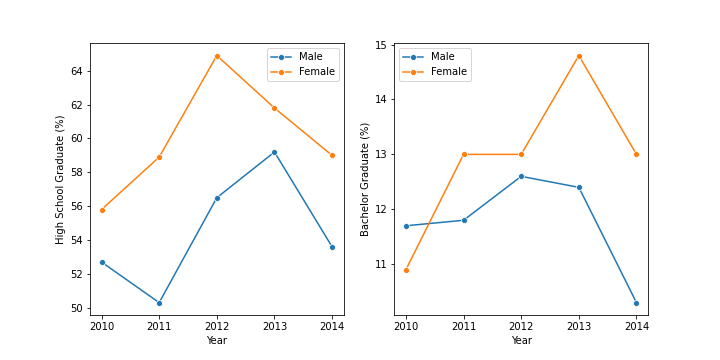 High School Graduate (%)
64
62
60
58
56
54
52
50
2010
2011
2012
2013
2014
Year
Male
Female
Bachelor Graduate (%)
15
14
13
12
11
2010
2011
2012
2013
2014
Year
Male
Female